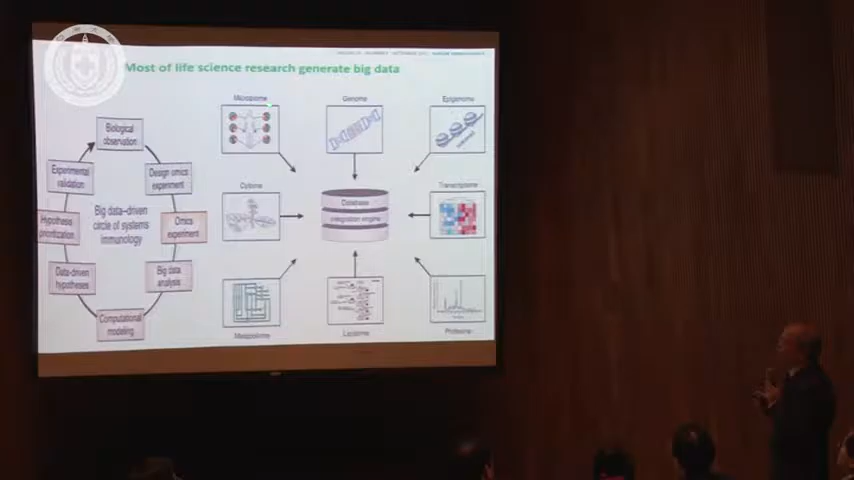 Most of life science research generate big data
Biological
observation
Design omics
experiment
Omics
experiment
Big data
analysis
Computational
modeling
Data-driven
hypotheses
Hypothesis
prioritization
Experimental
validation
Big data–driven
circle of systems
immunology
Microbiome
Genome
Epigenome
Cytome
Database
integration engine
Transcriptome
Metabolome
Proteome